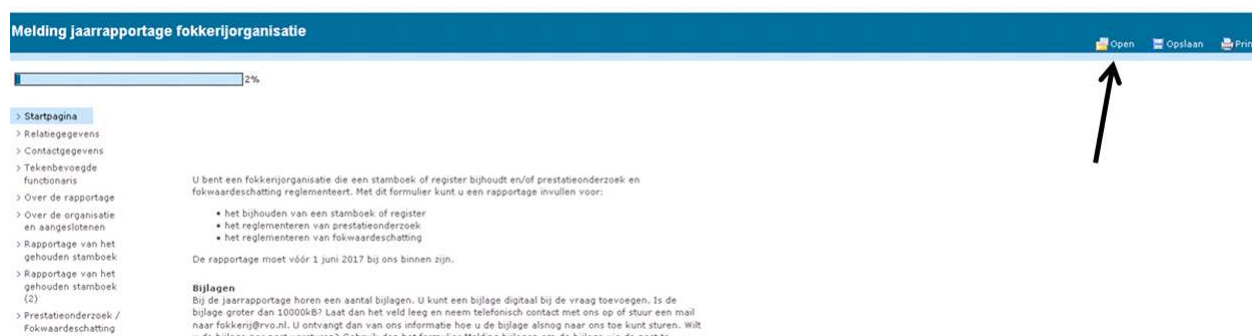 Melding jaarrapportage fokkerijorganisatie
Open Opslaan Prin
2%
> Startpagina
> Relatiegegevens
> Contactgegevens
> Tekenbevoegde
functionaris
> Over de rapportage
> Over de organisatie
en aangeslotenen
> Rapportage van het
gehouden stamboek
> Rapportage van het
gehouden stamboek
(2)
> Prestatieonderzoek /
Fokwaardeschatting
U bent een fokkerijorganisatie die een stamboek of register bijhoudt en/of prestatieonderzoek en
fokwaardeschatting reglementeert. Met dit formulier kunt u een rapportage invullen voor:
• het bijhouden van een stamboek of register
• het reglementeren van prestatieonderzoek
• het reglementeren van fokwaardeschatting
De rapportage moet vóór 1 juni 2017 bij ons binnen zijn.
Bijlagen
Bij de jaarrapportage horen een aantal bijlagen. U kunt een bijlage digitaal bij de vraag toevoegen. Is de
bijlage groter dan 10000kB? Laat dan het veld leeg en neem telefonisch contact met ons op of stuur een mail
naar fokkerij@rvo.nl. U ontvangt dan van ons informatie hoe u de bijlage alsnog naar ons toe kunt sturen. Wilt